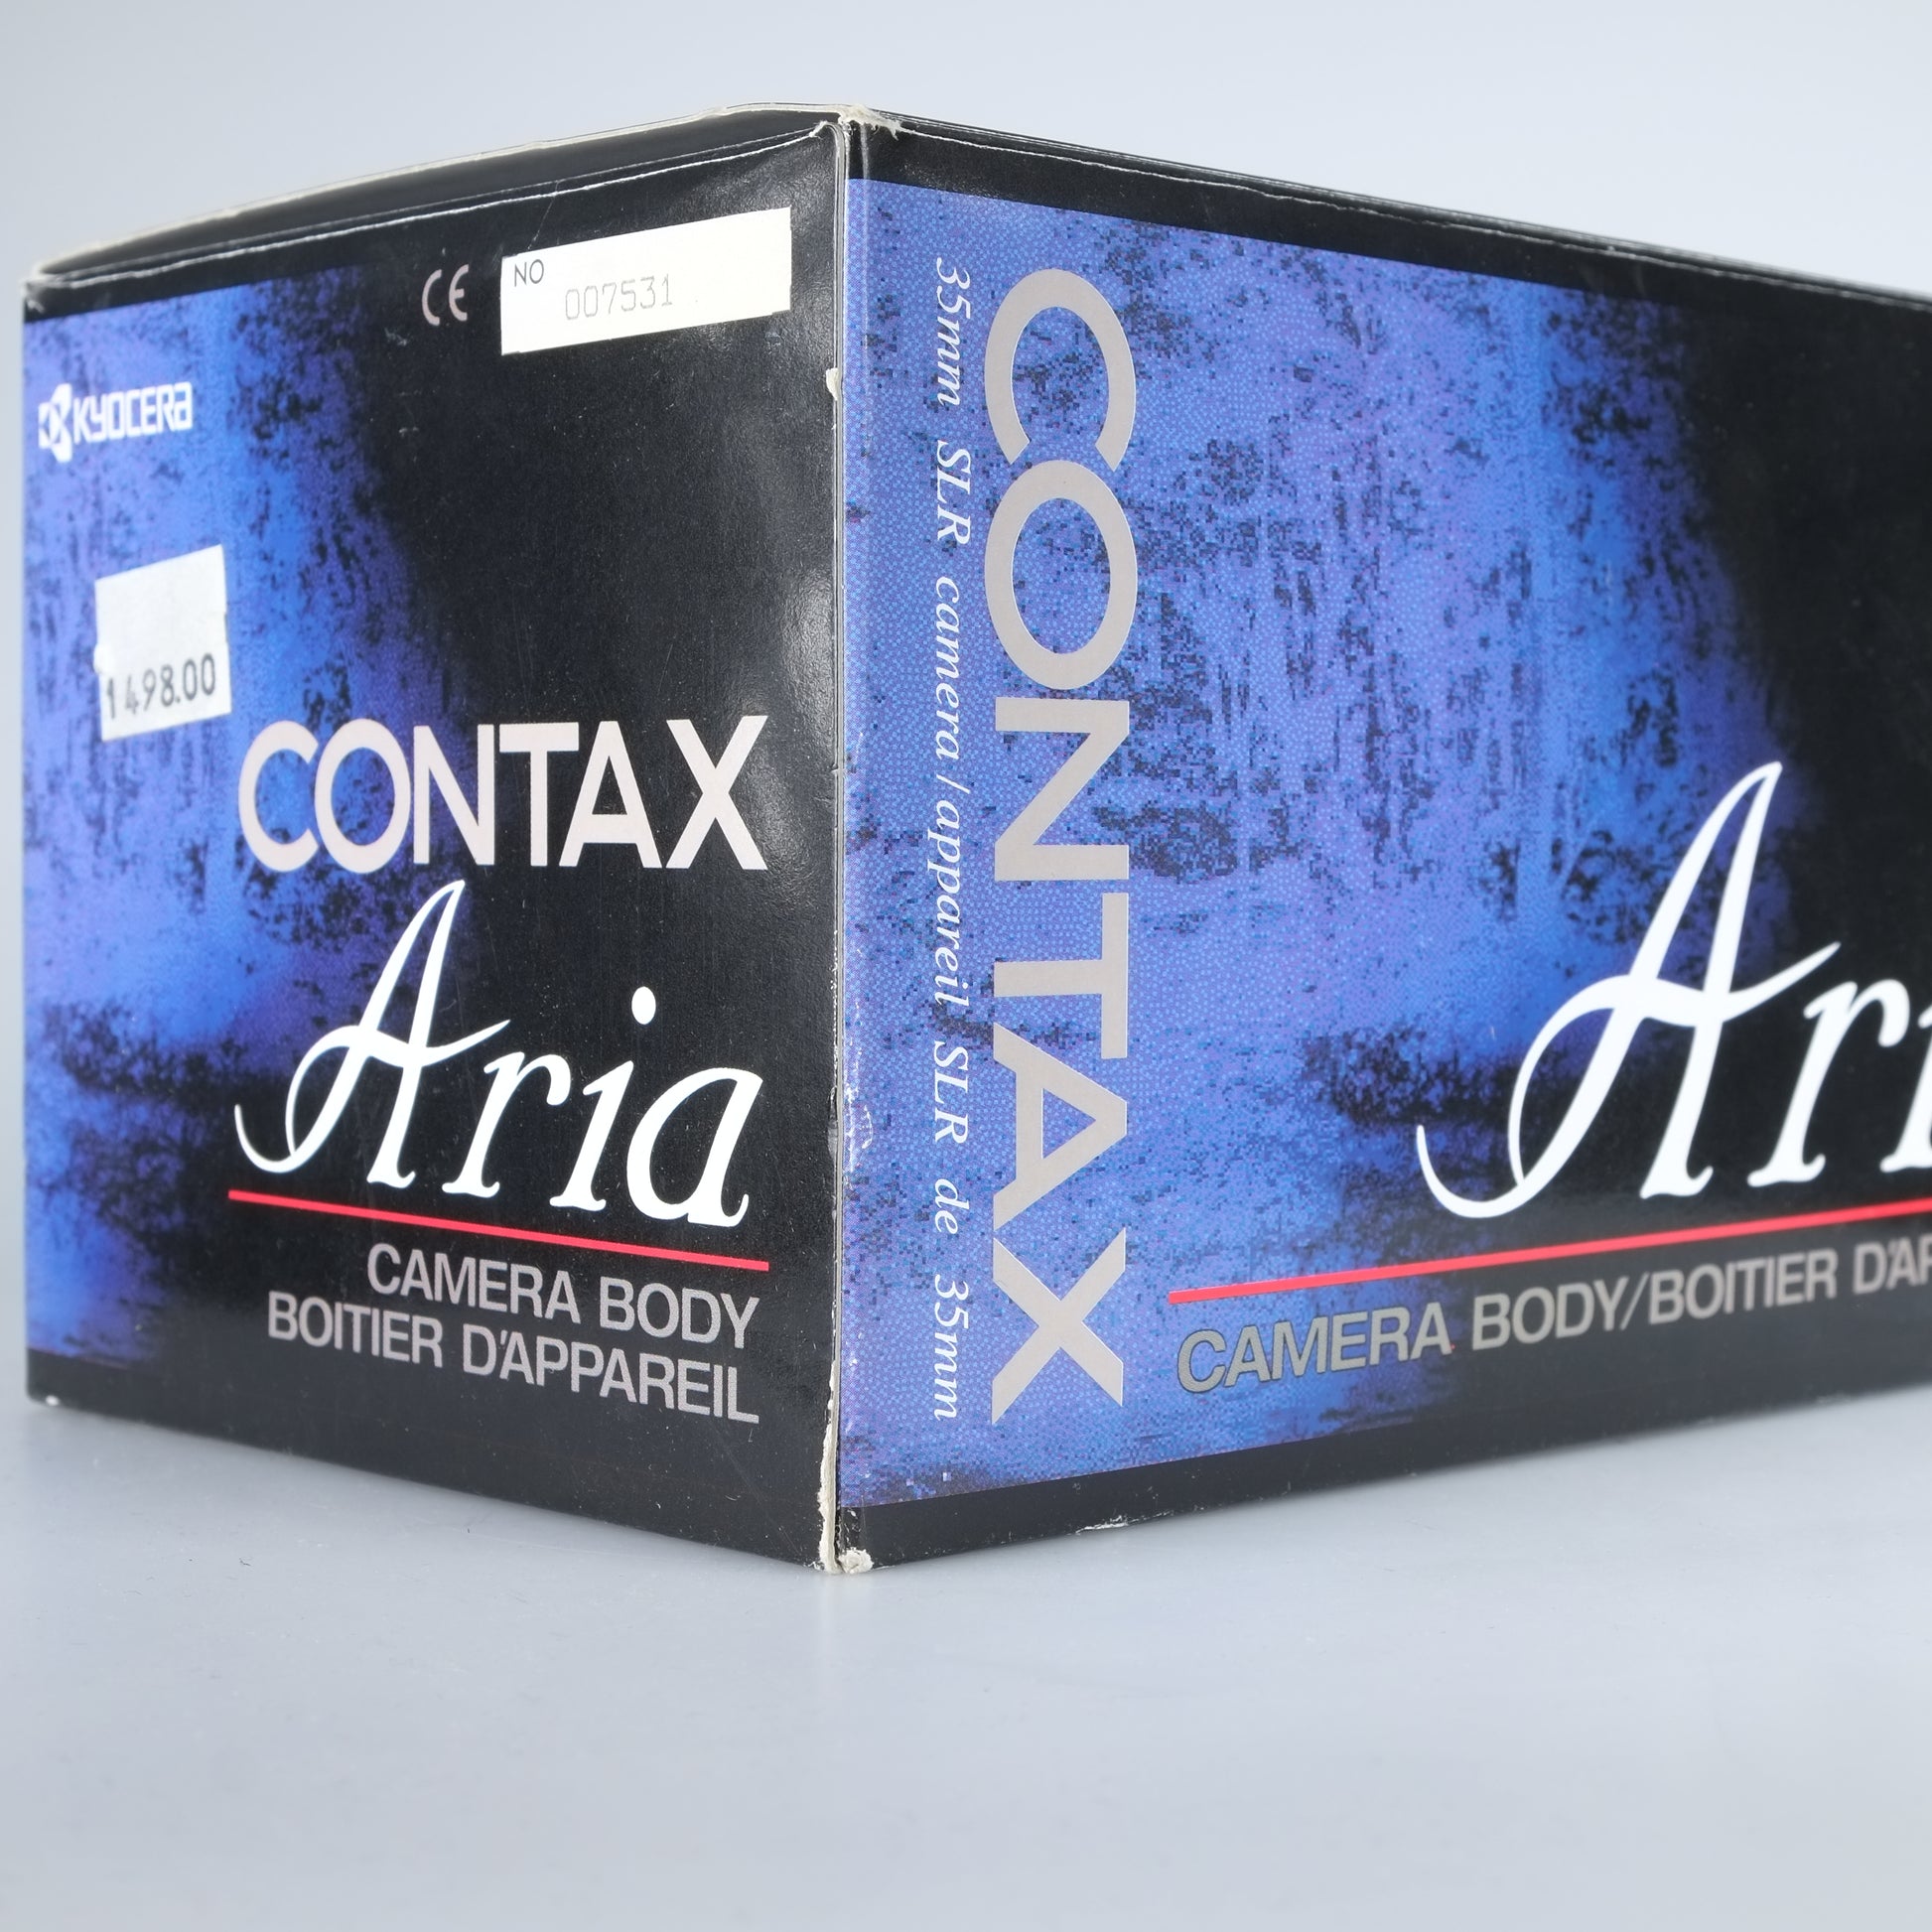 CE
NO
007531
KYOCERA
1498.00
CONTAX
Aria
CAMERA BODY
BOITIER D'APPAREIL
CONTAX
35mm SLR camera / appareil SLR de 35mm
Ari
CAMERA BODY/BOITIER D'AP